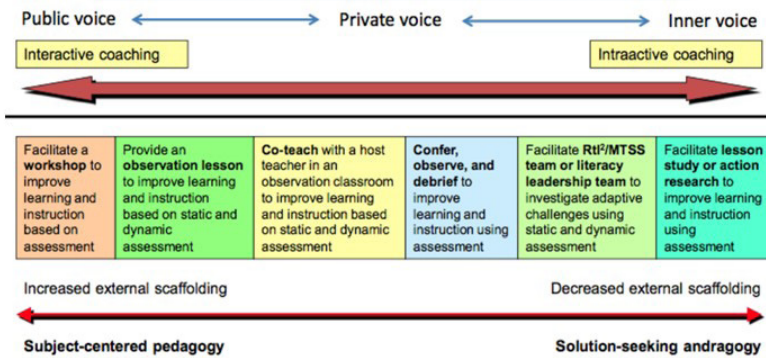 Public voice Private voice Inner voice
Interactive coaching Intraactive coaching
Facilitate a
workshop to
improve
learning and
instruction
based on
assessment
Provide an
observation lesson
to improve learning
and instruction
based on static and
dynamic
assessment
Co-teach with a host
teacher in an
observation classroom
to improve learning
and instruction based
on static and dynamic
assessment
Confer,
observe, and
debrief to
improve
learning and
instruction using
assessment
Facilitate RtI²/MTSS
team or literacy
leadership team to
investigate adaptive
challenges using
static and dynamic
assessment
Facilitate lesson
study or action
research to
improve learning
and instruction
using
assessment
Increased external scaffolding Decreased external scaffolding
Subject-centered pedagogy Solution-seeking andragogy